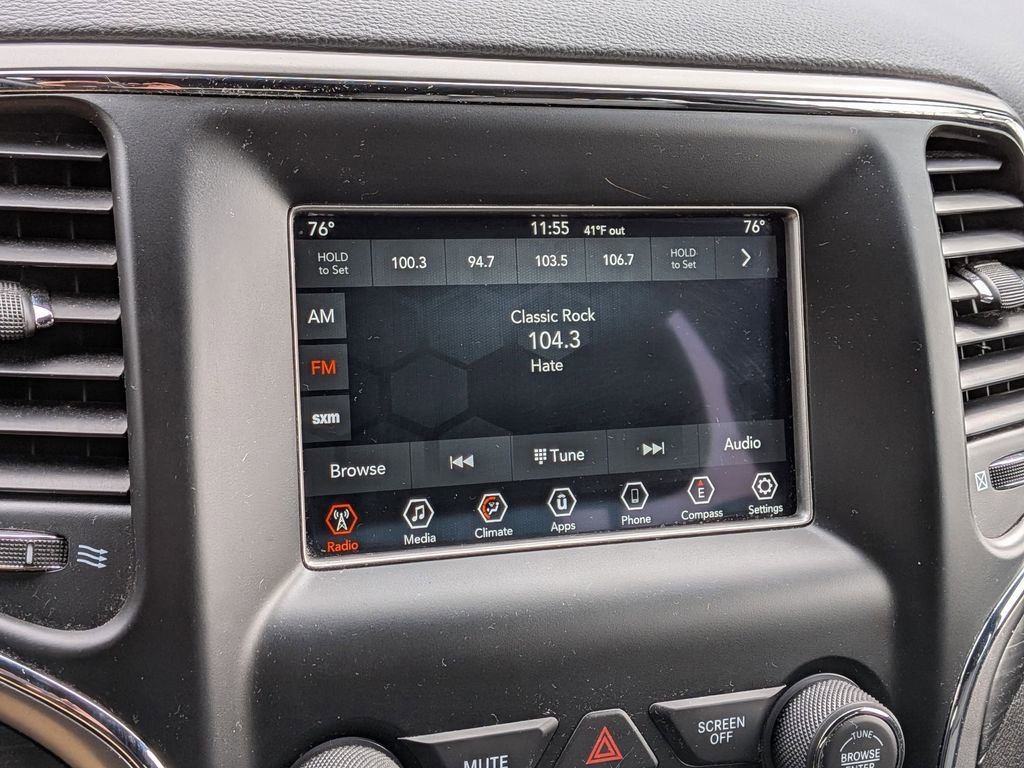 76° 11:55 41°F out 76°
HOLD to Set 100.3 94.7 103.5 106.7 HOLD to Set
AM
Classic Rock
104.3
Hate
FM
sxm
Browse Tune Audio
Radio Media Climate Apps Phone Compass Settings
E
MUTE
SCREEN OFF
TUNE
BROWSE
ENTER